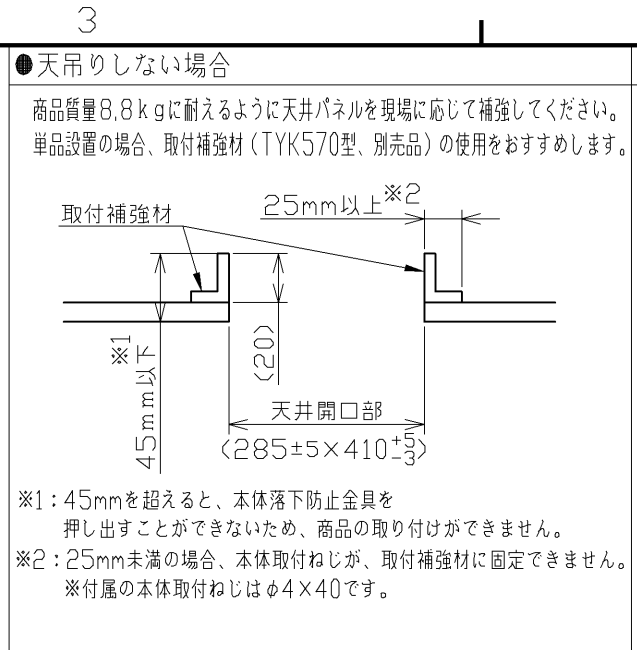 3
●天吊りしない場合
商品質量8.8kgに耐えるように天井パネルを現場に応じて補強してください。
単品設置の場合、取付補強材（TYK570型、別売品）の使用をおすすめします。
取付補強材
25mm以上※2
45mm以下※1
(20)
天井開口部
(285±5×410+5-3)
※1：45mmを超えると、本体落下防止金具を
押し出すことができないため、商品の取り付けができません。
※2：25mm未満の場合、本体取付ねじが、取付補強材に固定できません。
※付属の本体取付ねじはφ4×40です。